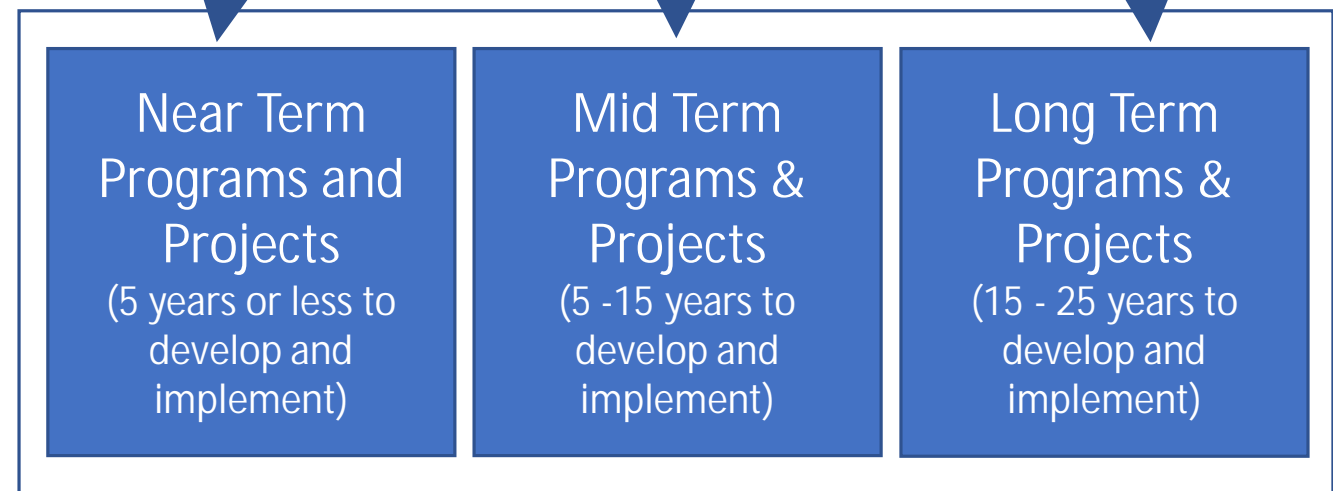 Near Term
Programs and
Projects
(5 years or less to
develop and
implement)
Mid Term
Programs &
Projects
(5 -15 years to
develop and
implement)
Long Term
Programs &
Projects
(15 - 25 years to
develop and
implement)